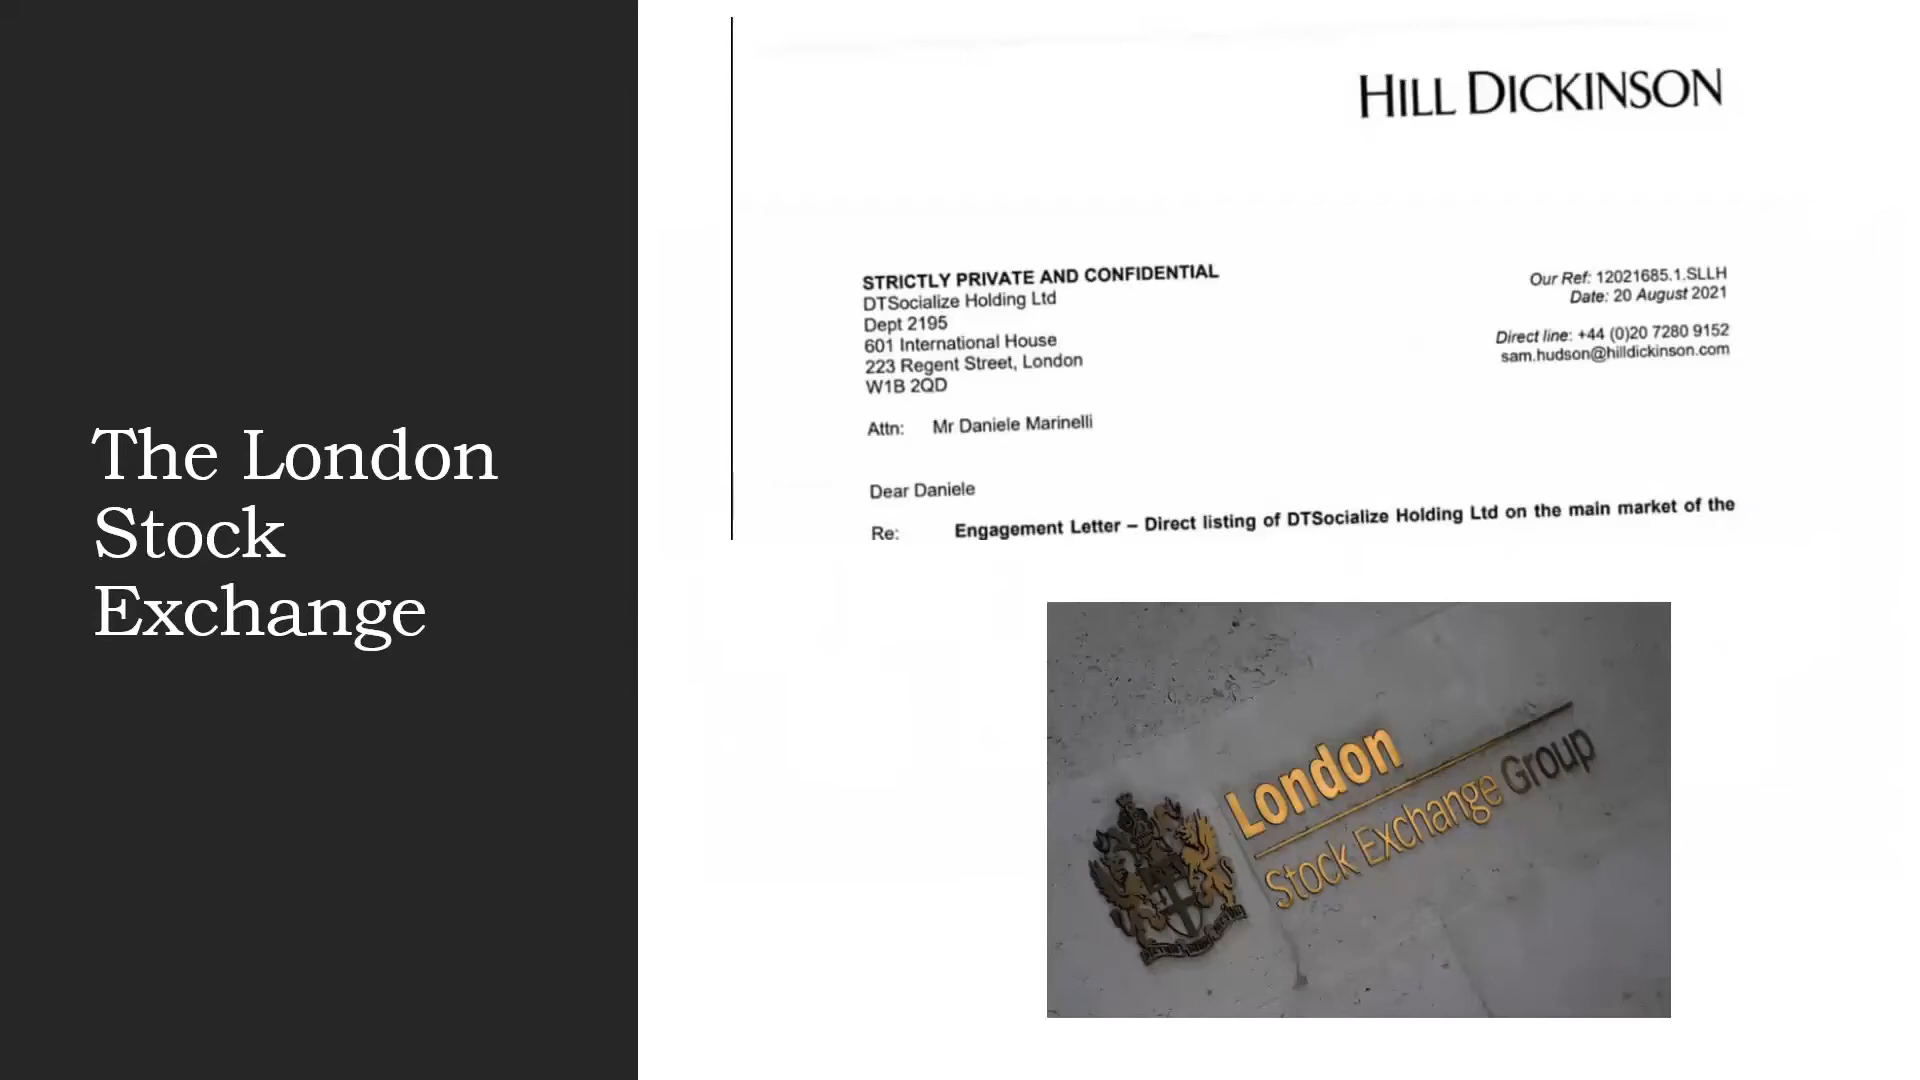 The London
Stock
Exchange
HILL DICKINSON
STRICTLY PRIVATE AND CONFIDENTIAL
DTSocialize Holding Ltd
Dept 2195
601 International House
223 Regent Street, London
W1B 2QD
Our Ref: 12021685.1.SLLH
Date: 20 August 2021
Direct line: +44 (0)20 7280 9152
sam.hudson@hilldickinson.com
Attn: Mr Daniele Marinelli
Dear Daniele
Re: Engagement Letter – Direct listing of DTSocialize Holding Ltd on the main market of the
London
Stock Exchange Group